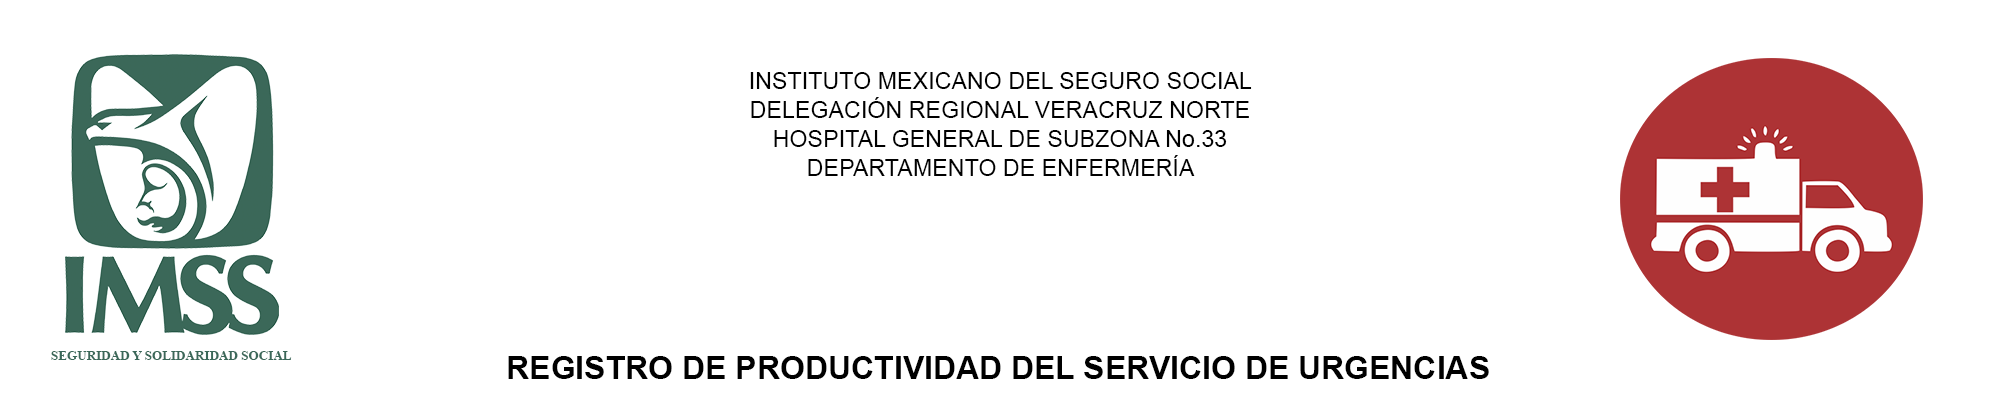 INSTITUTO MEXICANO DEL SEGURO SOCIAL
DELEGACIÓN REGIONAL VERACRUZ NORTE
HOSPITAL GENERAL DE SUBZONA No.33
DEPARTAMENTO DE ENFERMERÍA
IMSS
SEGURIDAD Y SOLIDARIDAD SOCIAL
REGISTRO DE PRODUCTIVIDAD DEL SERVICIO DE URGENCIAS